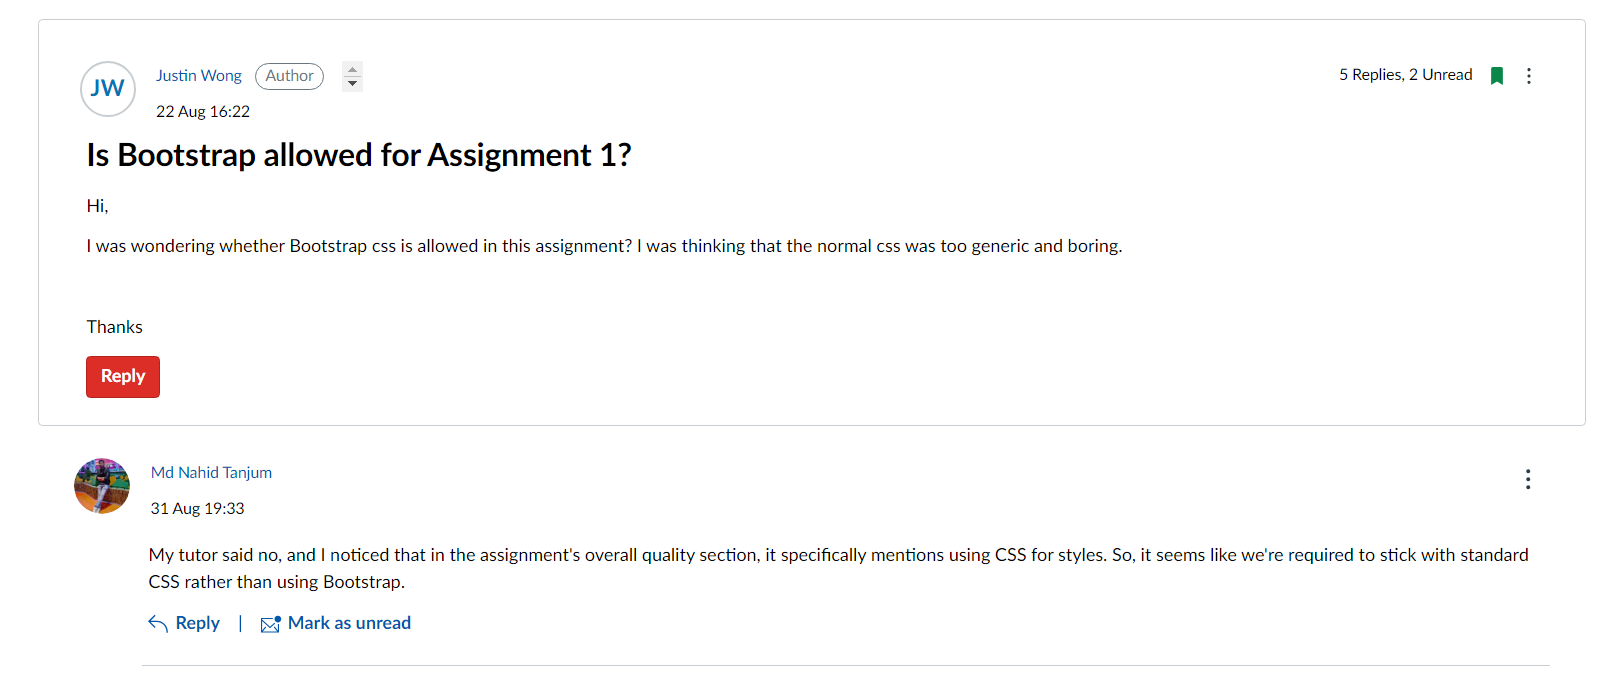 JW
Justin Wong Author
5 Replies, 2 Unread
22 Aug 16:22
Is Bootstrap allowed for Assignment 1?
Hi,
I was wondering whether Bootstrap css is allowed in this assignment? I was thinking that the normal css was too generic and boring.
Thanks
Reply
Md Nahid Tanjum
31 Aug 19:33
My tutor said no, and I noticed that in the assignment's overall quality section, it specifically mentions using CSS for styles. So, it seems like we're required to stick with standard
CSS rather than using Bootstrap.
Reply | Mark as unread